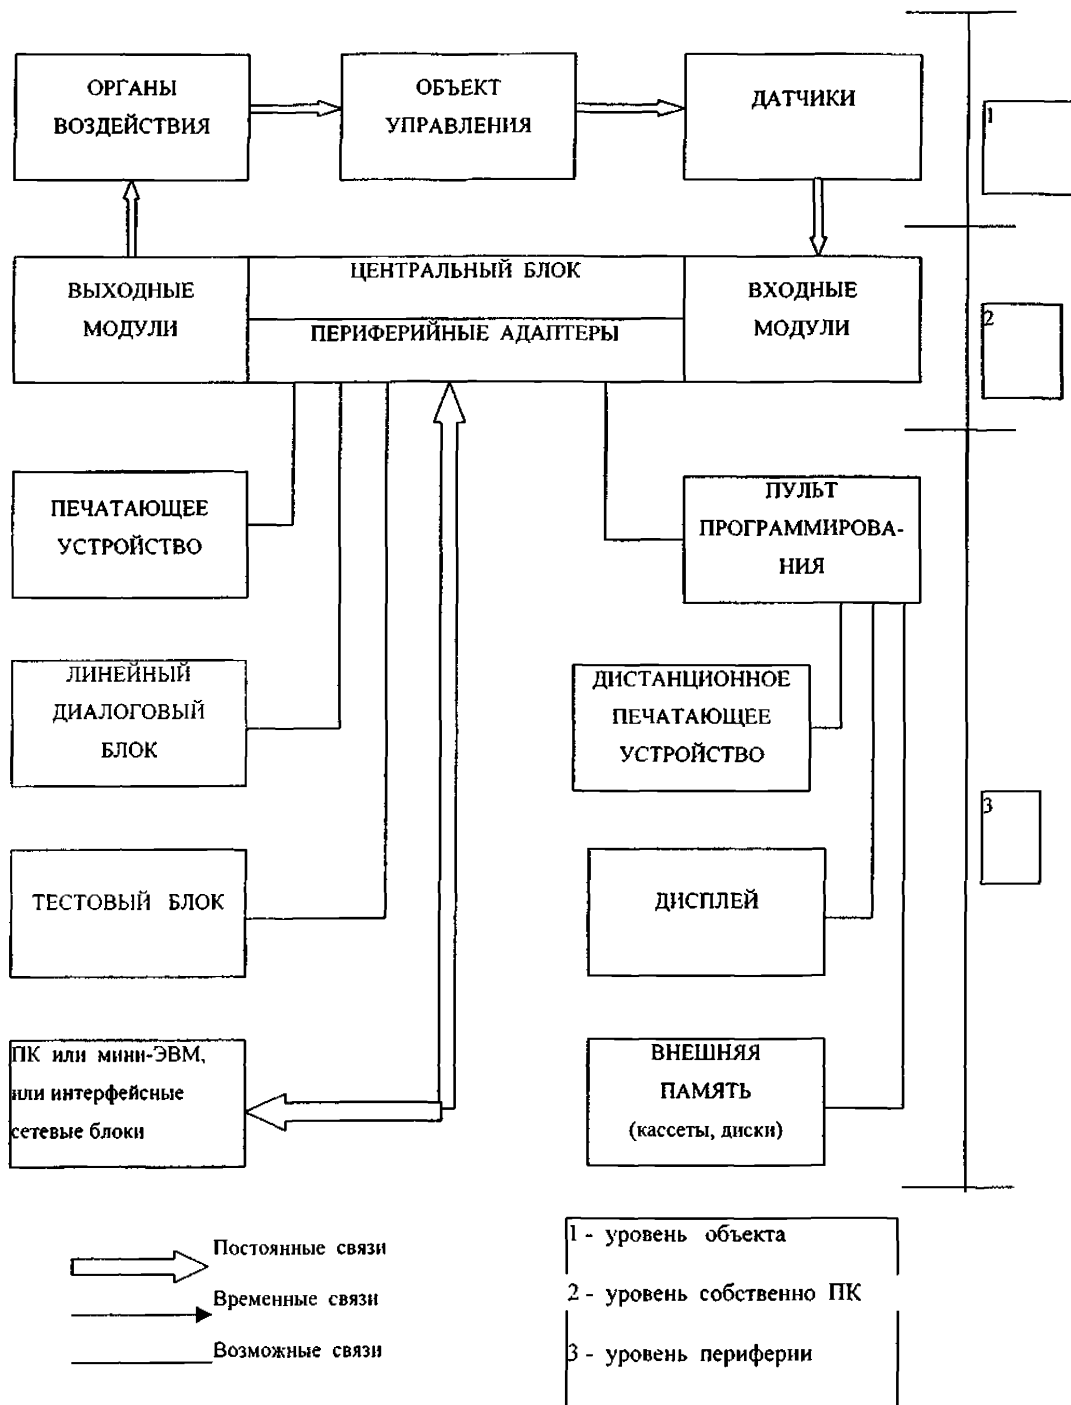 ОРГАНЫ
ВОЗДЕЙСТВИЯ
ОБЪЕКТ
УПРАВЛЕНИЯ
ДАТЧИКИ
1
ВЫХОДНЫЕ
МОДУЛИ
ЦЕНТРАЛЬНЫЙ БЛОК
ПЕРИФЕРИЙНЫЕ АДАПТЕРЫ
ВХОДНЫЕ
МОДУЛИ
2
ПЕЧАТАЮЩЕЕ
УСТРОЙСТВО
ПУЛЬТ
ПРОГРАММИРОВА-
НИЯ
ЛИНЕЙНЫЙ
ДИАЛОГОВЫЙ
БЛОК
ДИСТАНЦИОННОЕ
ПЕЧАТАЮЩЕЕ
УСТРОЙСТВО
3
ТЕСТОВЫЙ БЛОК
ДИСПЛЕЙ
ПК или мини-ЭВМ,
или интерфейсные
сетевые блоки
ВНЕШНЯЯ
ПАМЯТЬ
(кассеты, диски)
Постоянные связи
Временные связи
Возможные связи
1 - уровень объекта
2 - уровень собственно ПК
3 - уровень периферии